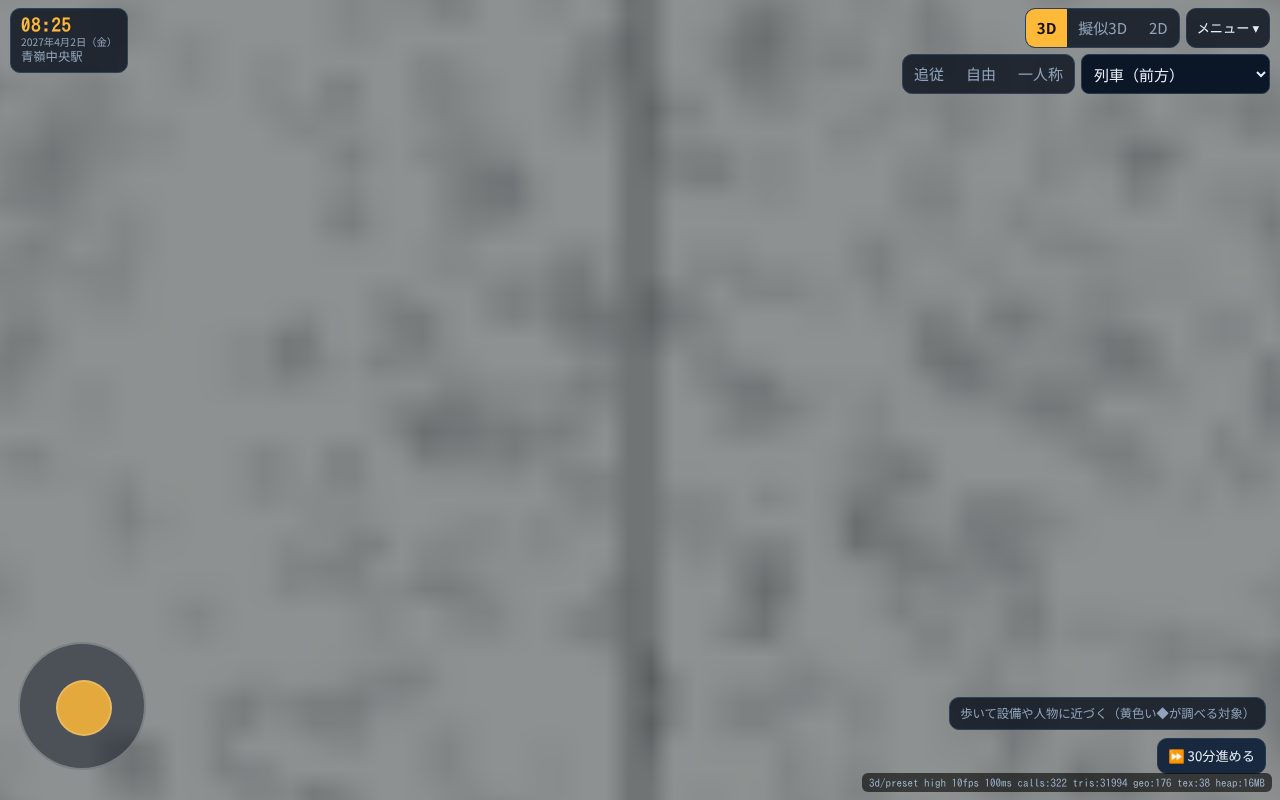 08:25
2027年4月2日（金）
青嶺中央駅
3D 擬似3D 2D メニュー ▾
追従 自由 一人称 列車（前方）
歩いて設備や人物に近づく（黄色い◆が調べる対象）
⏩ 30分進める
3d/preset high 10fps 100ms calls:322 tris:31994 geo:176 tex:38 heap:16MB